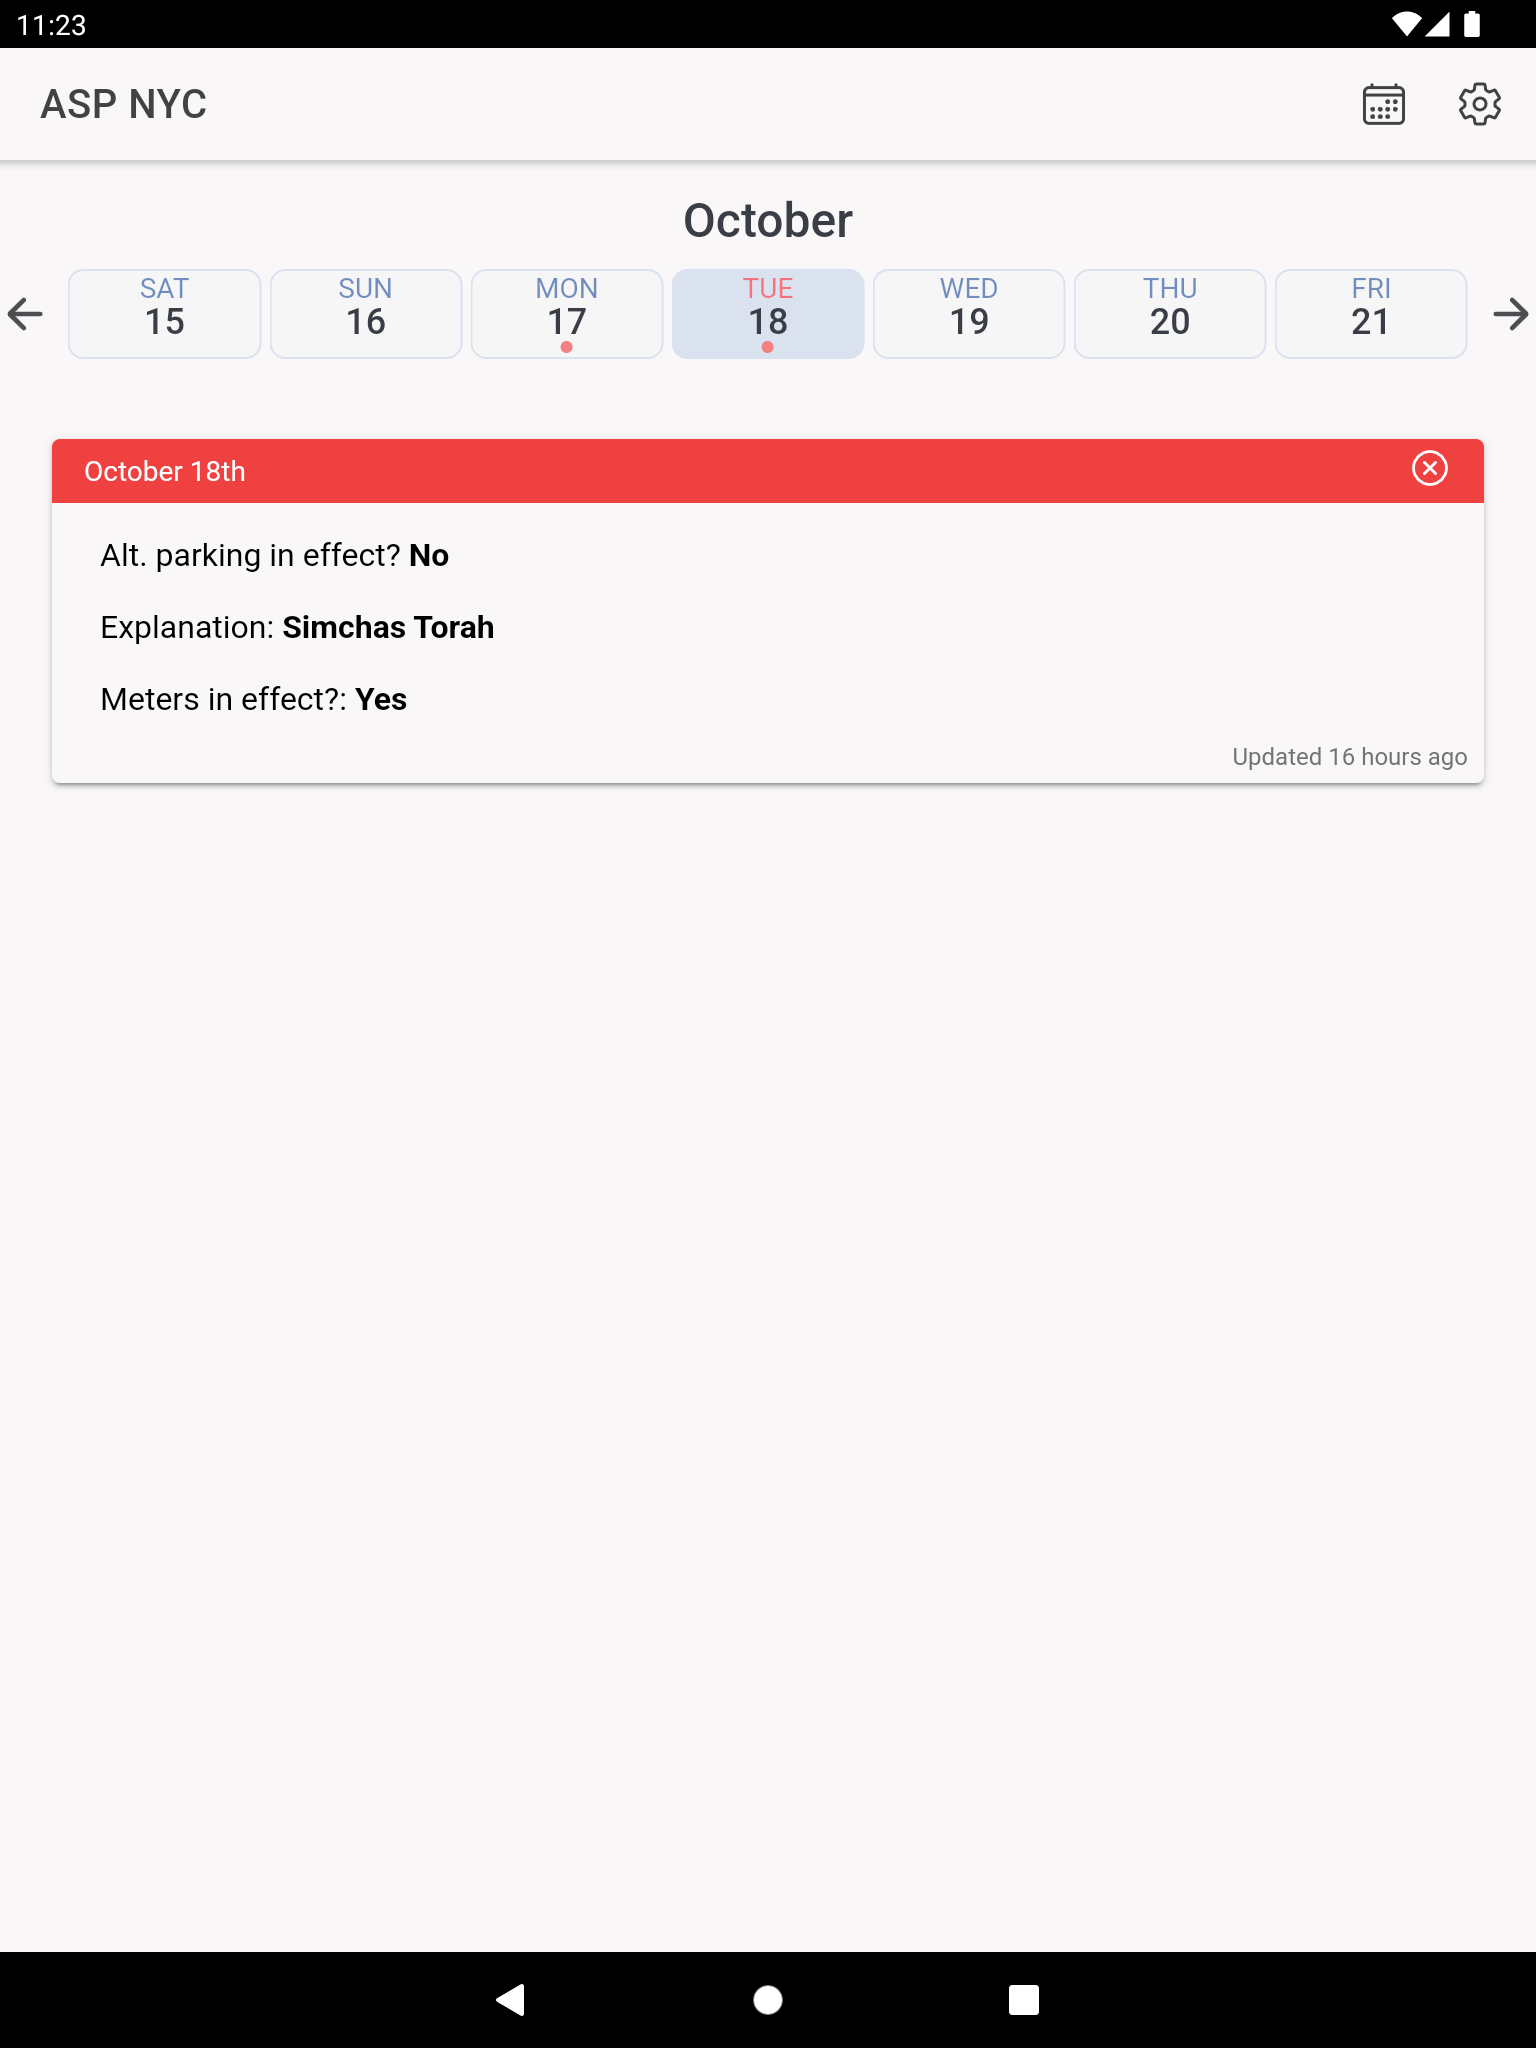 11:23
ASP NYC
October
SAT SUN MON TUE WED THU FRI
15 16 17 18 19 20 21
October 18th
Alt. parking in effect? No
Explanation: Simchas Torah
Meters in effect?: Yes
Updated 16 hours ago